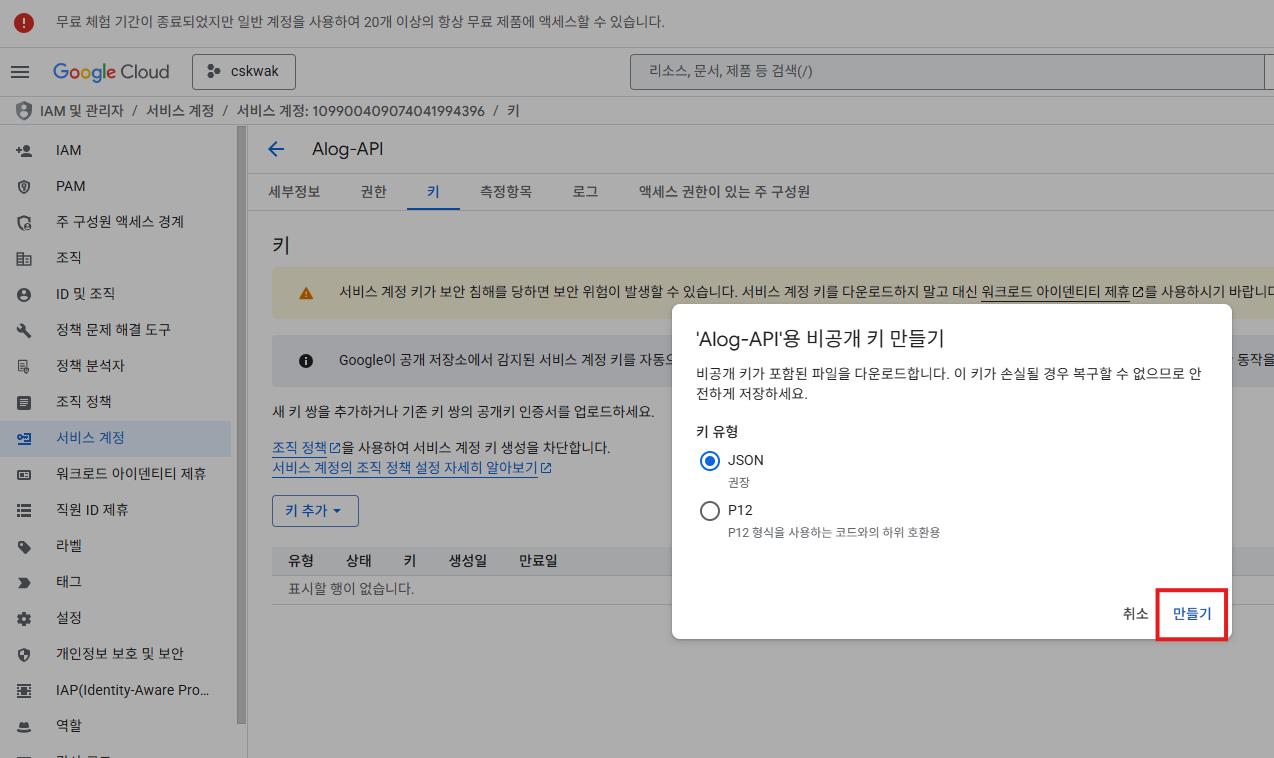 무료 체험 기간이 종료되었지만 일반 계정을 사용하여 20개 이상의 항상 무료 제품에 액세스할 수 있습니다.
Google Cloud
cskwak
리소스, 문서, 제품 등 검색(/)
IAM 및 관리자 / 서비스 계정 / 서비스 계정: 109900409074041994396 / 키
IAM
PAM
주 구성원 액세스 경계
조직
ID 및 조직
정책 문제 해결 도구
정책 분석자
조직 정책
서비스 계정
워크로드 아이덴티티 제휴
직원 ID 제휴
라벨
태그
설정
개인정보 보호 및 보안
IAP(Identity-Aware Pro...
역할
Alog-API
세부정보 권한 키 측정항목 로그 액세스 권한이 있는 주 구성원
키
서비스 계정 키가 보안 침해를 당하면 보안 위험이 발생할 수 있습니다. 서비스 계정 키를 다운로드하지 말고 대신 워크로드 아이덴티티 제휴를 사용하시기 바랍니다
Google이 공개 저장소에서 감지된 서비스 계정 키를 자동으 동작을
새 키 쌍을 추가하거나 기존 키 쌍의 공개키 인증서를 업로드하세요.
조직 정책을 사용하여 서비스 계정 키 생성을 차단합니다.
서비스 계정의 조직 정책 설정 자세히 알아보기
키 추가
유형 상태 키 생성일 만료일
표시할 행이 없습니다.
'Alog-API'용 비공개 키 만들기
비공개 키가 포함된 파일을 다운로드합니다. 이 키가 손실될 경우 복구할 수 없으므로 안
전하게 저장하세요.
키 유형
JSON
권장
P12
P12 형식을 사용하는 코드와의 하위 호환용
취소 만들기